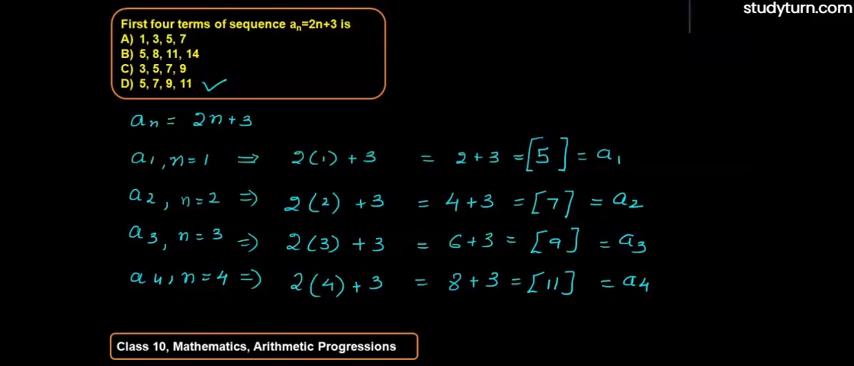 studyturn.com
First four terms of sequence aₙ=2n+3 is
A) 1, 3, 5, 7
B) 5, 8, 11, 14
C) 3, 5, 7, 9
D) 5, 7, 9, 11 ✓
aₙ = 2n+3
a₁, n=1 ⇒ 2(1) + 3 = 2+3 = [5] = a₁
a₂, n=2 ⇒ 2(2) + 3 = 4+3 = [7] = a₂
a₃, n=3 ⇒ 2(3) + 3 = 6+3 = [9] = a₃
a₄, n=4 ⇒ 2(4) + 3 = 8+3 = [11] = a₄
Class 10, Mathematics, Arithmetic Progressions